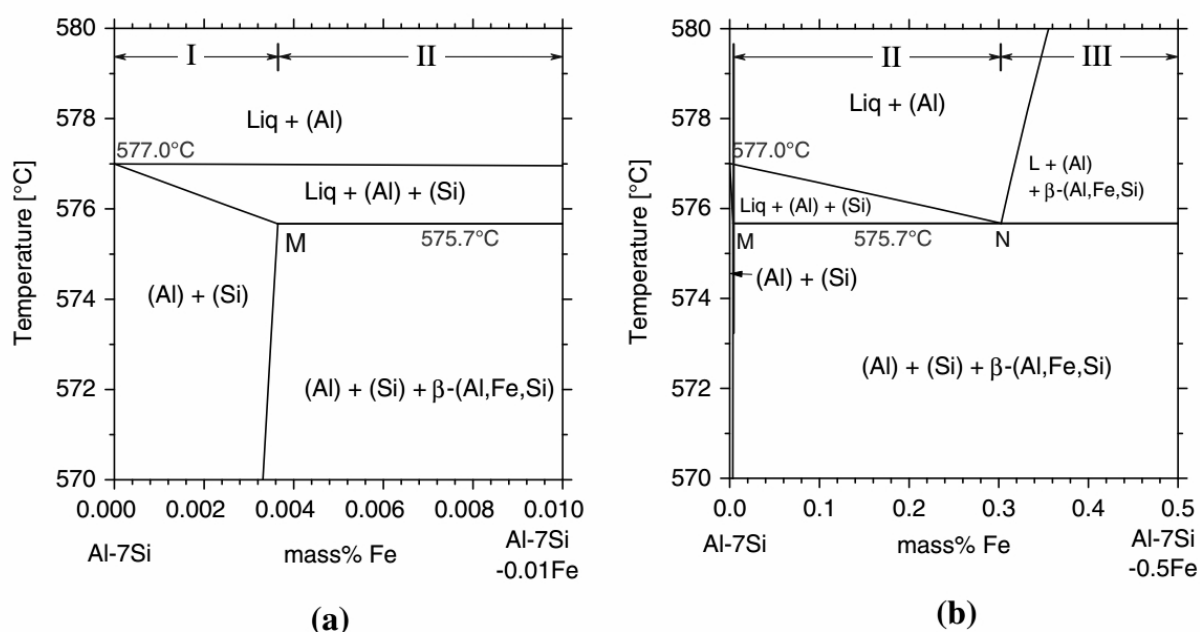 580
578
576
574
572
570
Temperature [°C]
I
II
Liq + (Al)
577.0°C
Liq + (Al) + (Si)
M
575.7°C
(Al) + (Si)
(Al) + (Si) + β-(Al,Fe,Si)
0.000
0.002
0.004
0.006
0.008
0.010
Al-7Si
mass% Fe
Al-7Si
-0.01Fe
(a)
580
578
576
574
572
570
Temperature [°C]
II
III
Liq + (Al)
577.0°C
L + (Al)
+ β-(Al,Fe,Si)
Liq + (Al) + (Si)
M
575.7°C
N
(Al) + (Si)
(Al) + (Si) + β-(Al,Fe,Si)
0.0
0.1
0.2
0.3
0.4
0.5
Al-7Si
mass% Fe
Al-7Si
-0.5Fe
(b)